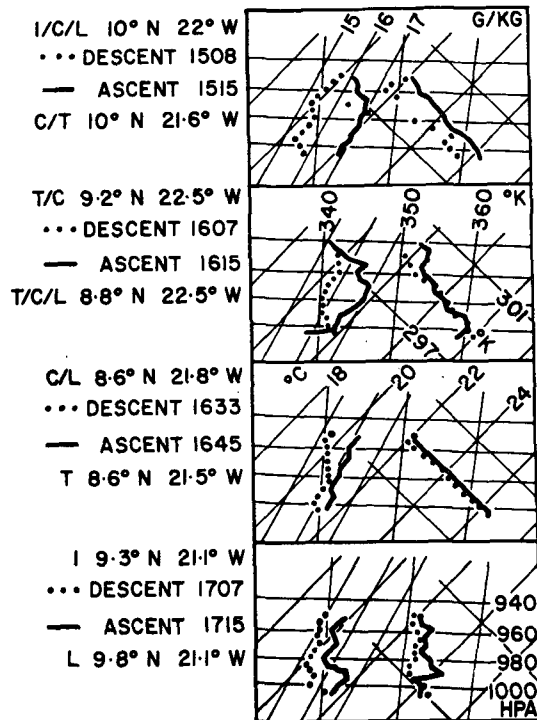 I/C/L 10° N 22° W
••• DESCENT 1508
— ASCENT 1515
C/T 10° N 21·6° W
15 16 17 G/KG
T/C 9.2° N 22.5° W
••• DESCENT 1607
— ASCENT 1615
T/C/L 8·8° N 22.5° W
340 350 360 °K
297 °K 301
C/L 8·6° N 21·8° W
••• DESCENT 1633
— ASCENT 1645
T 8·6° N 21·5° W
°C 18 20 22 24
I 9·3° N 21·1° W
••• DESCENT 1707
— ASCENT 1715
L 9·8° N 21·1° W
940
960
980
1000
HPA